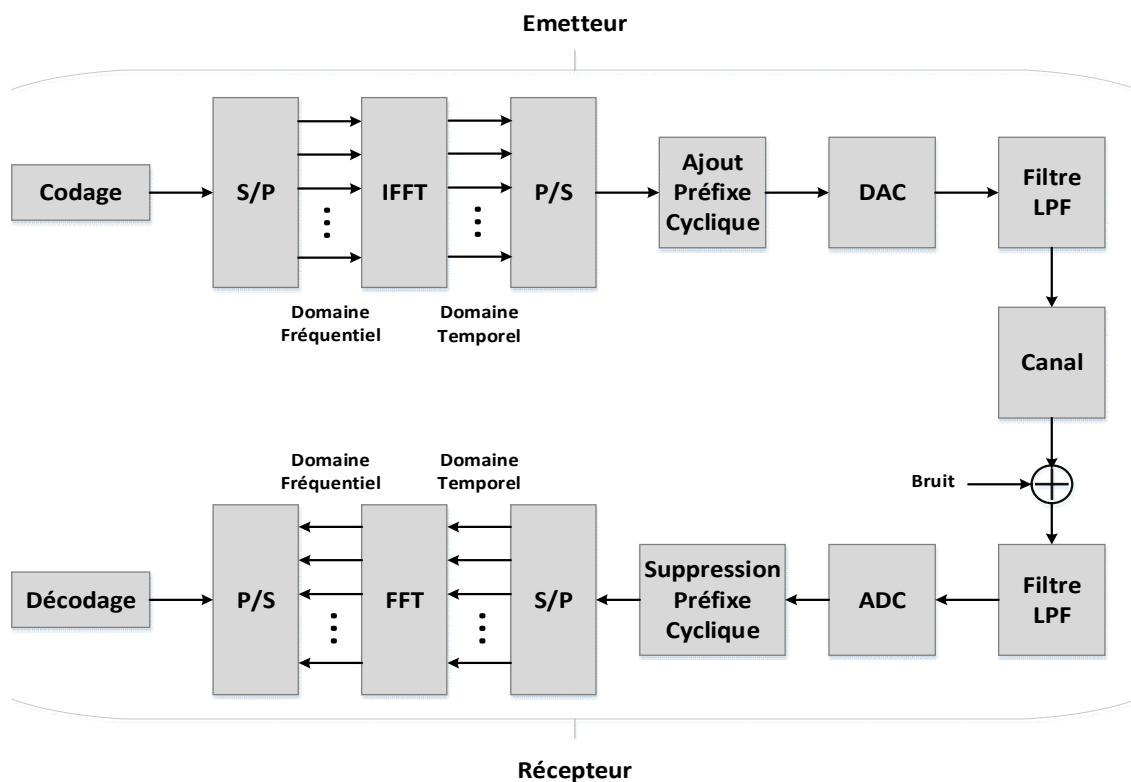 Emetteur
Codage
S/P
IFFT
P/S
Ajout
Préfixe
Cyclique
DAC
Filtre
LPF
Domaine
Fréquentiel
Domaine
Temporel
Canal
Bruit
Domaine
Fréquentiel
Domaine
Temporel
Décodage
P/S
FFT
S/P
Suppression
Préfixe
Cyclique
ADC
Filtre
LPF
Récepteur